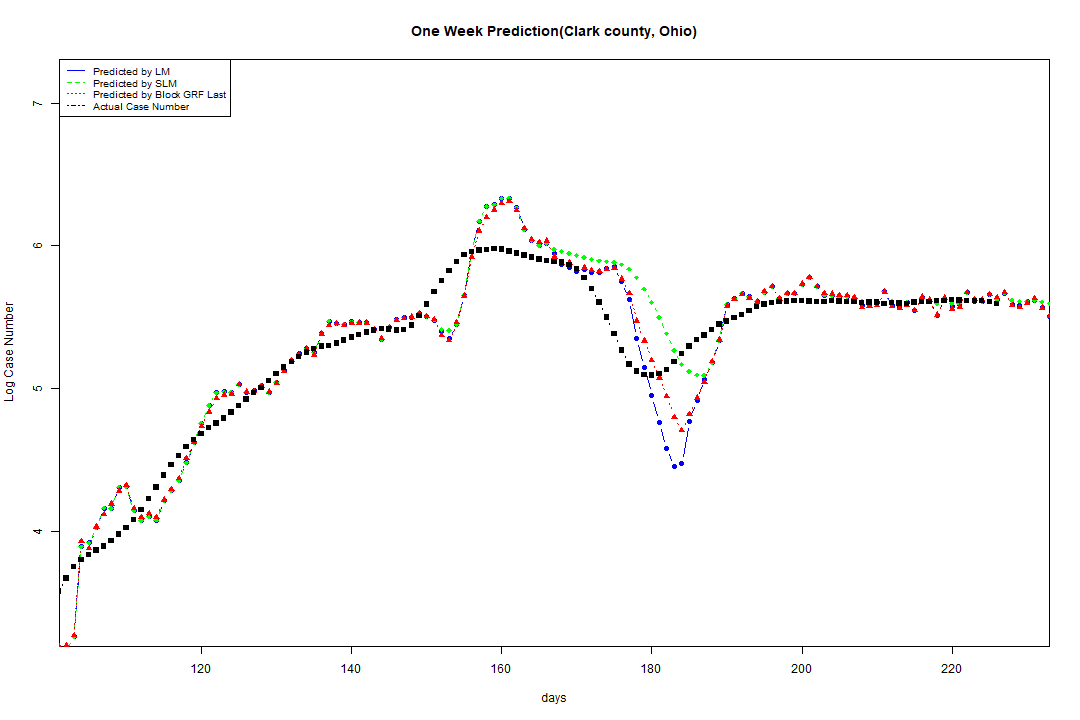 One Week Prediction(Clark county, Ohio)
Predicted by LM
Predicted by SLM
Predicted by Block GRF Last
Actual Case Number
7
6
5
4
Log Case Number
120 140 160 180 200 220
days